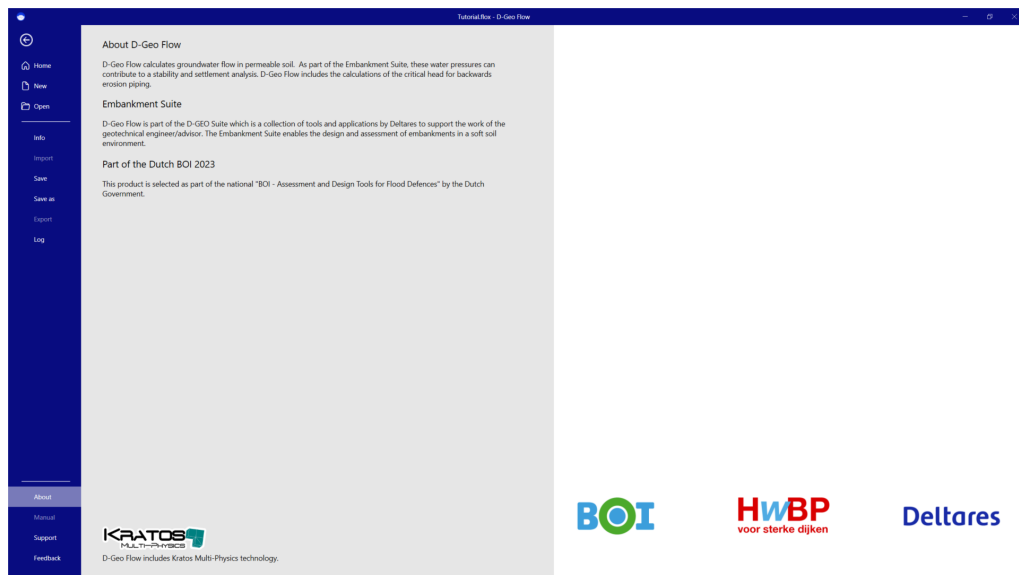 Tutorial.flox - D-Geo Flow
Home
New
Open
Info
Import
Save
Save as
Export
Log
About
Manual
Support
Feedback
About D-Geo Flow
D-Geo Flow calculates groundwater flow in permeable soil. As part of the Embankment Suite, these water pressures can
contribute to a stability and settlement analysis. D-Geo Flow includes the calculations of the critical head for backwards
erosion piping.
Embankment Suite
D-Geo Flow is part of the D-GEO Suite which is a collection of tools and applications by Deltares to support the work of the
geotechnical engineer/advisor. The Embankment Suite enables the design and assessment of embankments in a soft soil
environment.
Part of the Dutch BOI 2023
This product is selected as part of the national "BOI - Assessment and Design Tools for Flood Defences" by the Dutch
Government.
KRATOS
MULTI-PHYSICS
D-Geo Flow includes Kratos Multi-Physics technology.
BOI
HWBP
voor sterke dijken
Deltares